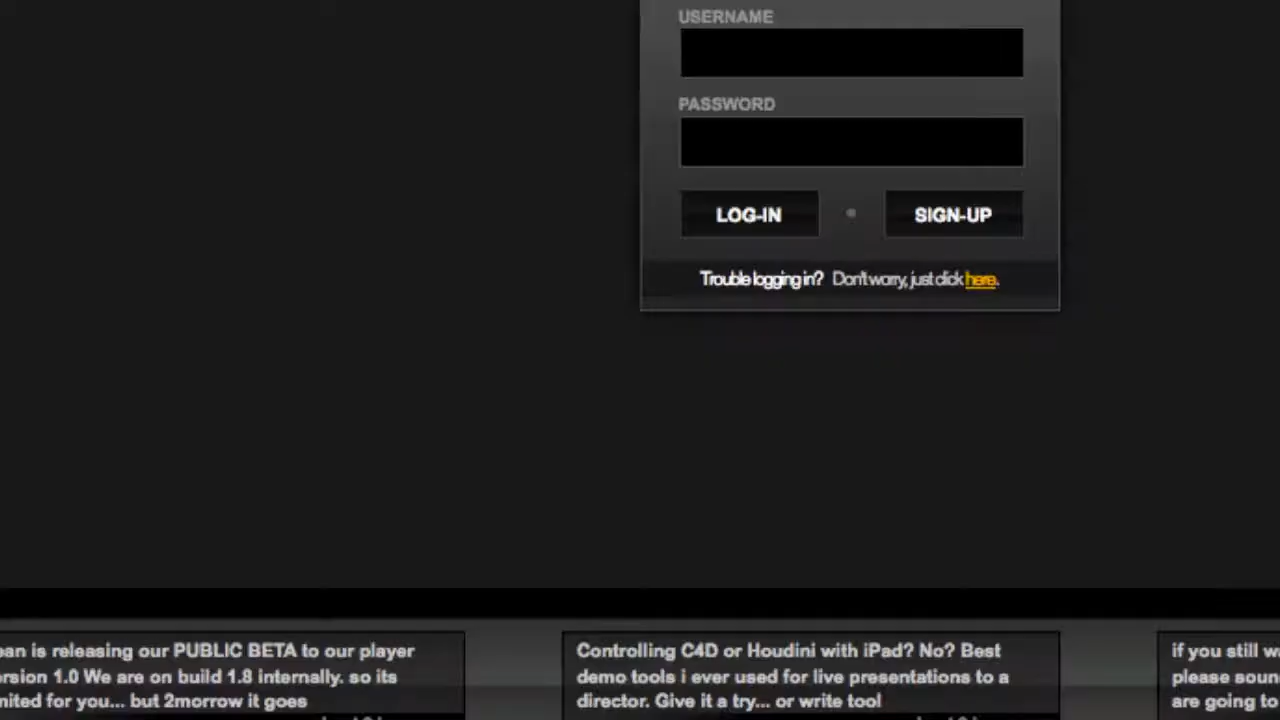 USERNAME
PASSWORD
LOG-IN
SIGN-UP
Trouble logging in? Don't worry, just click here.
is releasing our PUBLIC BETA to our player
1.0 We are on build 1.8 internally. so its
for you... but 2morrow it goes
Controlling C4D or Houdini with iPad? No? Best
demo tools i ever used for live presentations to a
director. Give it a try... or write tool
if you still
please
are going to